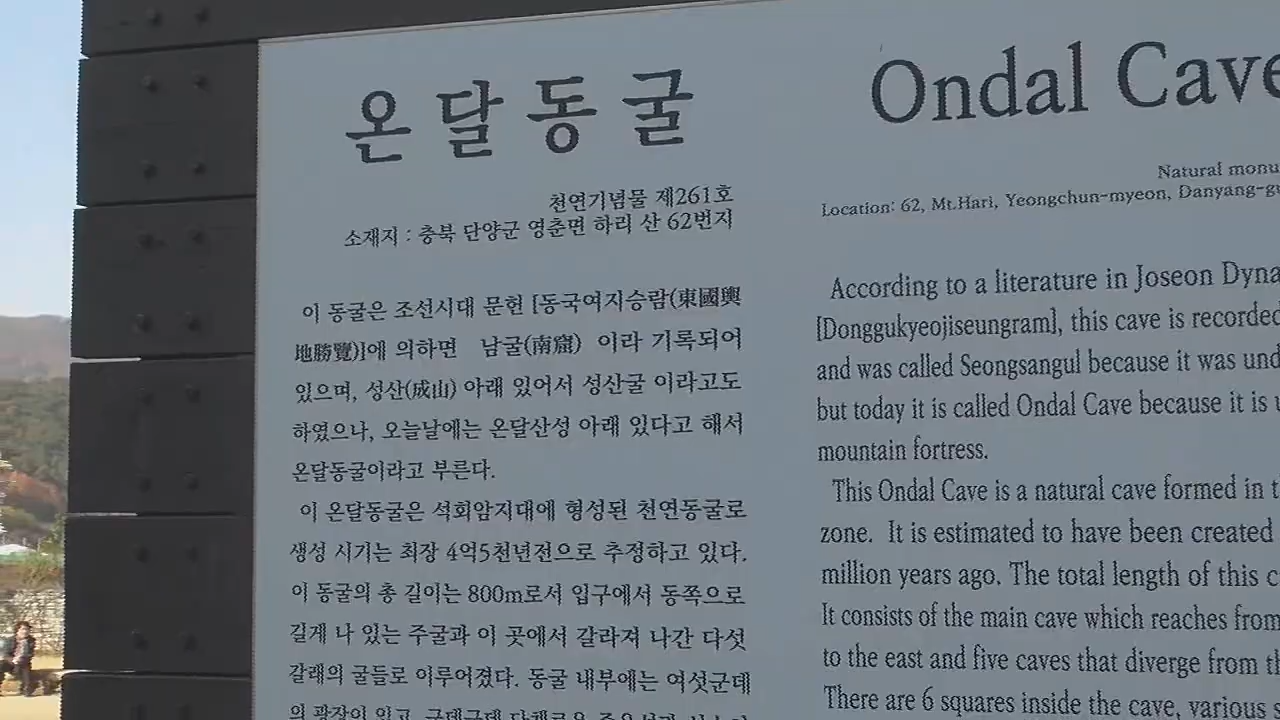 온달동굴
천연기념물 제261호
소재지 : 충북 단양군 영춘면 하리 산 62번지
이 동굴은 조선시대 문헌 [동국여지승람(東國輿
地勝覽)]에 의하면 남굴(南窟) 이라 기록되어
있으며, 성산(成山) 아래 있어서 성산굴 이라고도
하였으나, 오늘날에는 온달산성 아래 있다고 해서
온달동굴이라고 부른다.
이 온달동굴은 석회암지대에 형성된 천연동굴로
생성 시기는 최장 4억5천년전으로 추정하고 있다.
이 동굴의 총 길이는 800m로서 입구에서 동쪽으로
길게 나 있는 주굴과 이 곳에서 갈라져 나간 다섯
갈래의 굴들로 이루어졌다. 동굴 내부에는 여섯군데
의 광장이 있고, 군데군데
Ondal Cave
Natural monu
Location: 62, Mt.Hari, Yeongchun-myeon, Danyang-g
According to a literature in Joseon Dyna
[Donggukyeojiseungram], this cave is recorded
and was called Seongsangul because it was und
but today it is called Ondal Cave because it is
mountain fortress.
This Ondal Cave is a natural cave formed in
zone. It is estimated to have been created
million years ago. The total length of this c
It consists of the main cave which reaches from
to the east and five caves that diverge from
There are 6 squares inside the cave, various